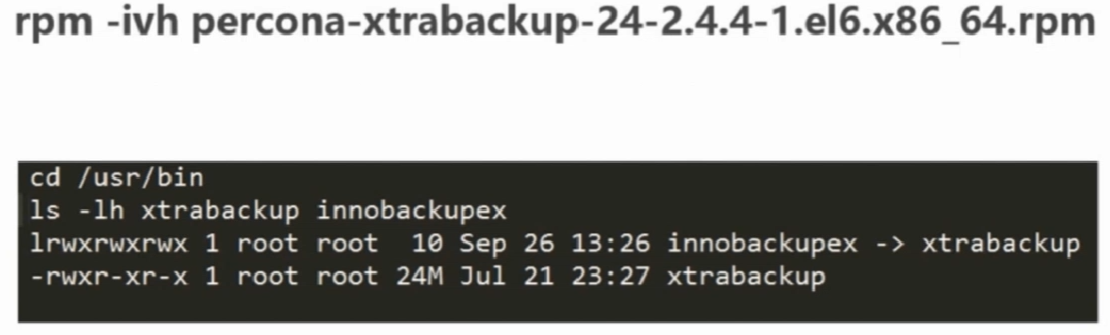 rpm -ivh percona-xtrabackup-24-2.4.4-1.el6.x86_64.rpm
cd /usr/bin
ls -lh xtrabackup innobackupex
lrwxrwxrwx 1 root root  10 Sep 26 13:26 innobackupex -> xtrabackup
-rwxr-xr-x 1 root root 24M Jul 21 23:27 xtrabackup